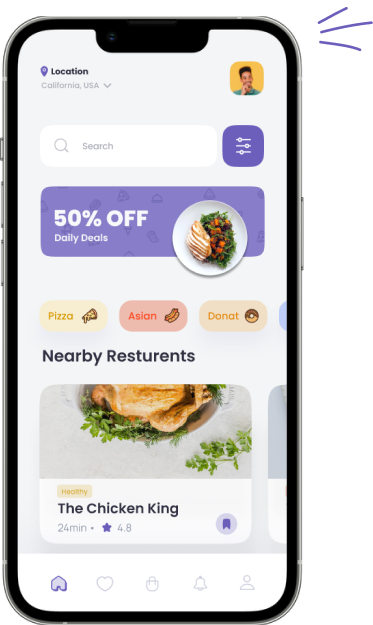 Location
California, USA
Search
50% OFF
Daily Deals
Pizza
Asian
Donat
Nearby Resturents
Healthy
The Chicken King
24min • 4.8